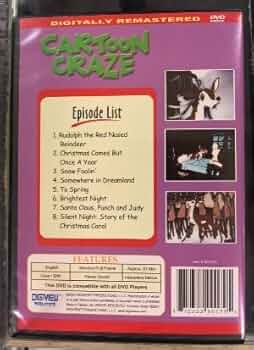 DIGITALLY REMASTERED DVD
CARTOON
CRAZE
Episode List
1. Rudolph the Red Nosed
Reindeer
2. Christmas Comes But
Once A Year
3. Snow Foolin'
4. Somewhere in Dreamland
5. To Spring
6. Brightest Night
7. Santa Claus, Punch and Judy
8. Silent Night: Story of the
Christmas Carol
FEATURES
English
This DVD is compatible with all DVD Players
DIGIVIEW